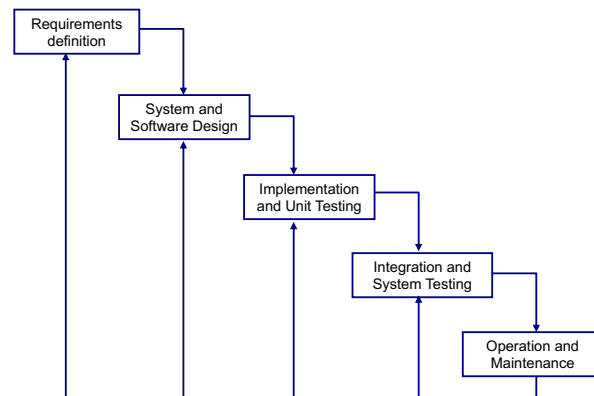 Requirements
definition
System and
Software Design
Implementation
and Unit Testing
Integration and
System Testing
Operation and
Maintenance